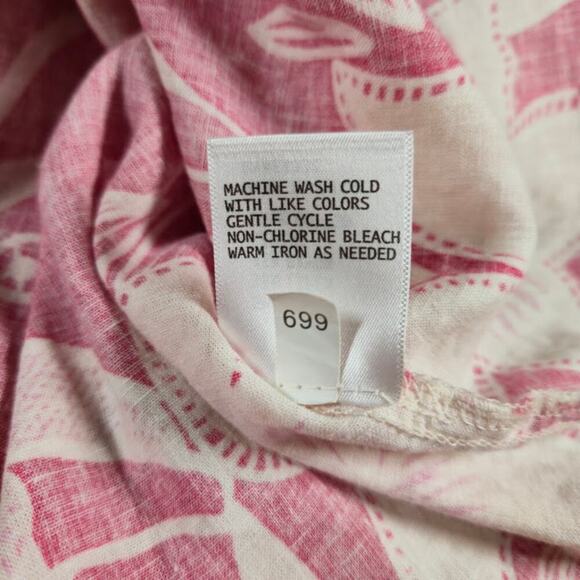 MACHINE WASH COLD
WITH LIKE COLORS
GENTLE CYCLE
NON-CHLORINE BLEACH
WARM IRON AS NEEDED
699